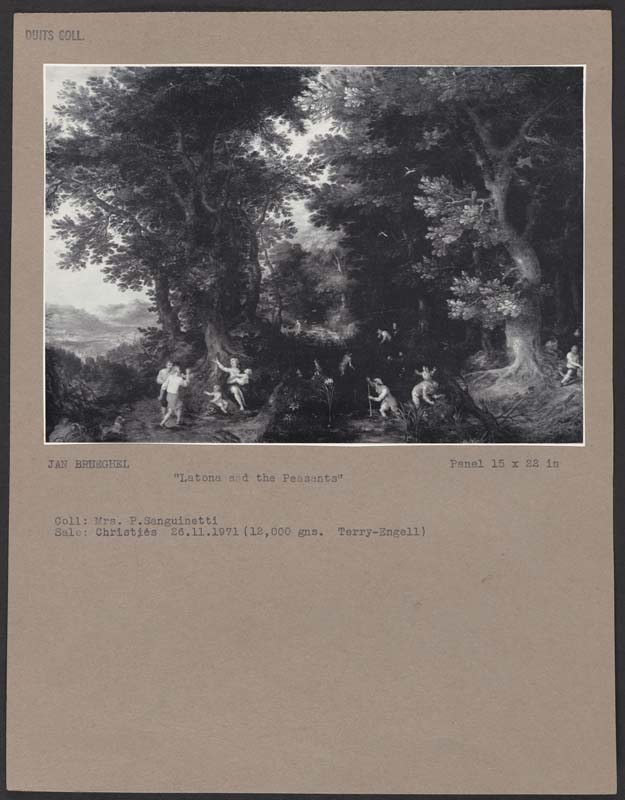 DUITS COLL.
JAN BRUEGHEL
Panel 15 x 22 in
"Latona and the Peasants"
Coll: Mrs. P.Sanguinetti
Sale: Christies 26.11.1971 (12,000 gns. Terry-Engell)